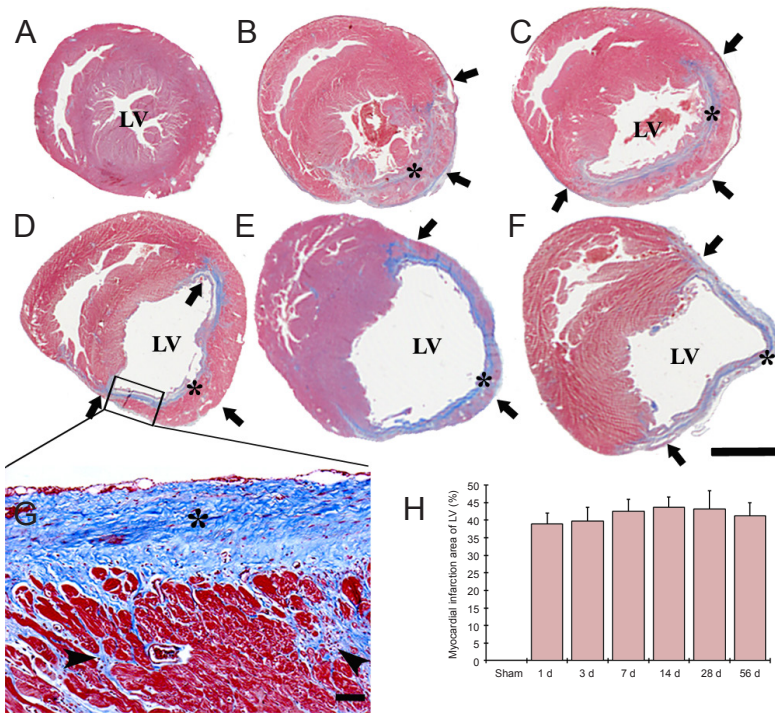 A
B
C
LV
*
LV
*
D
E
F
LV
*
LV
*
LV
*
G
*
H
Myocardial infarction area of LV (%)
50
45
40
35
30
25
20
15
10
5
0
Sham 1 d 3 d 7 d 14 d 28 d 56 d